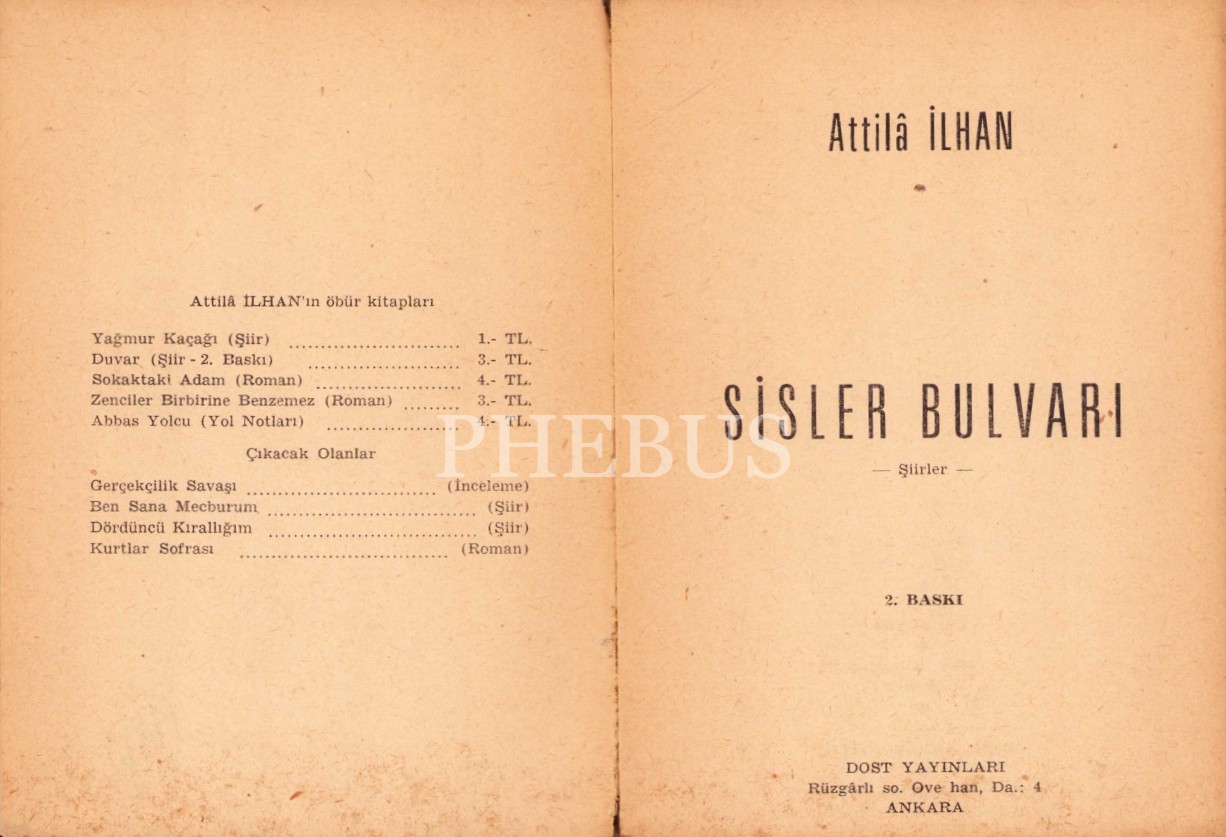 Attilâ İLHAN'ın öbür kitapları
Yağmur Kaçağı (Şiir) .............................. 1.- TL.
Duvar (Şiir - 2. Baskı) .......................... 3.- TL.
Sokaktaki Adam (Roman) ......................... 4.- TL.
Zenciler Birbirine Benzemez (Roman) ......... 3.- TL.
Abbas Yolcu (Yol Notları) ....................... 4.- TL.
Çıkacak Olanlar
Gerçekçilik Savaşı ................................. (İnceleme)
Ben Sana Mecburum .................................... (Şiir)
Dördüncü Kırallığım .................................... (Şiir)
Kurtlar Sofrası .................................... (Roman)
PHEBUS
Attilâ İLHAN
SİSLER BULVARI
— Şiirler —
2. BASKI
DOST YAYINLARI
Rüzgârlı so. Ove han, Da.: 4
ANKARA